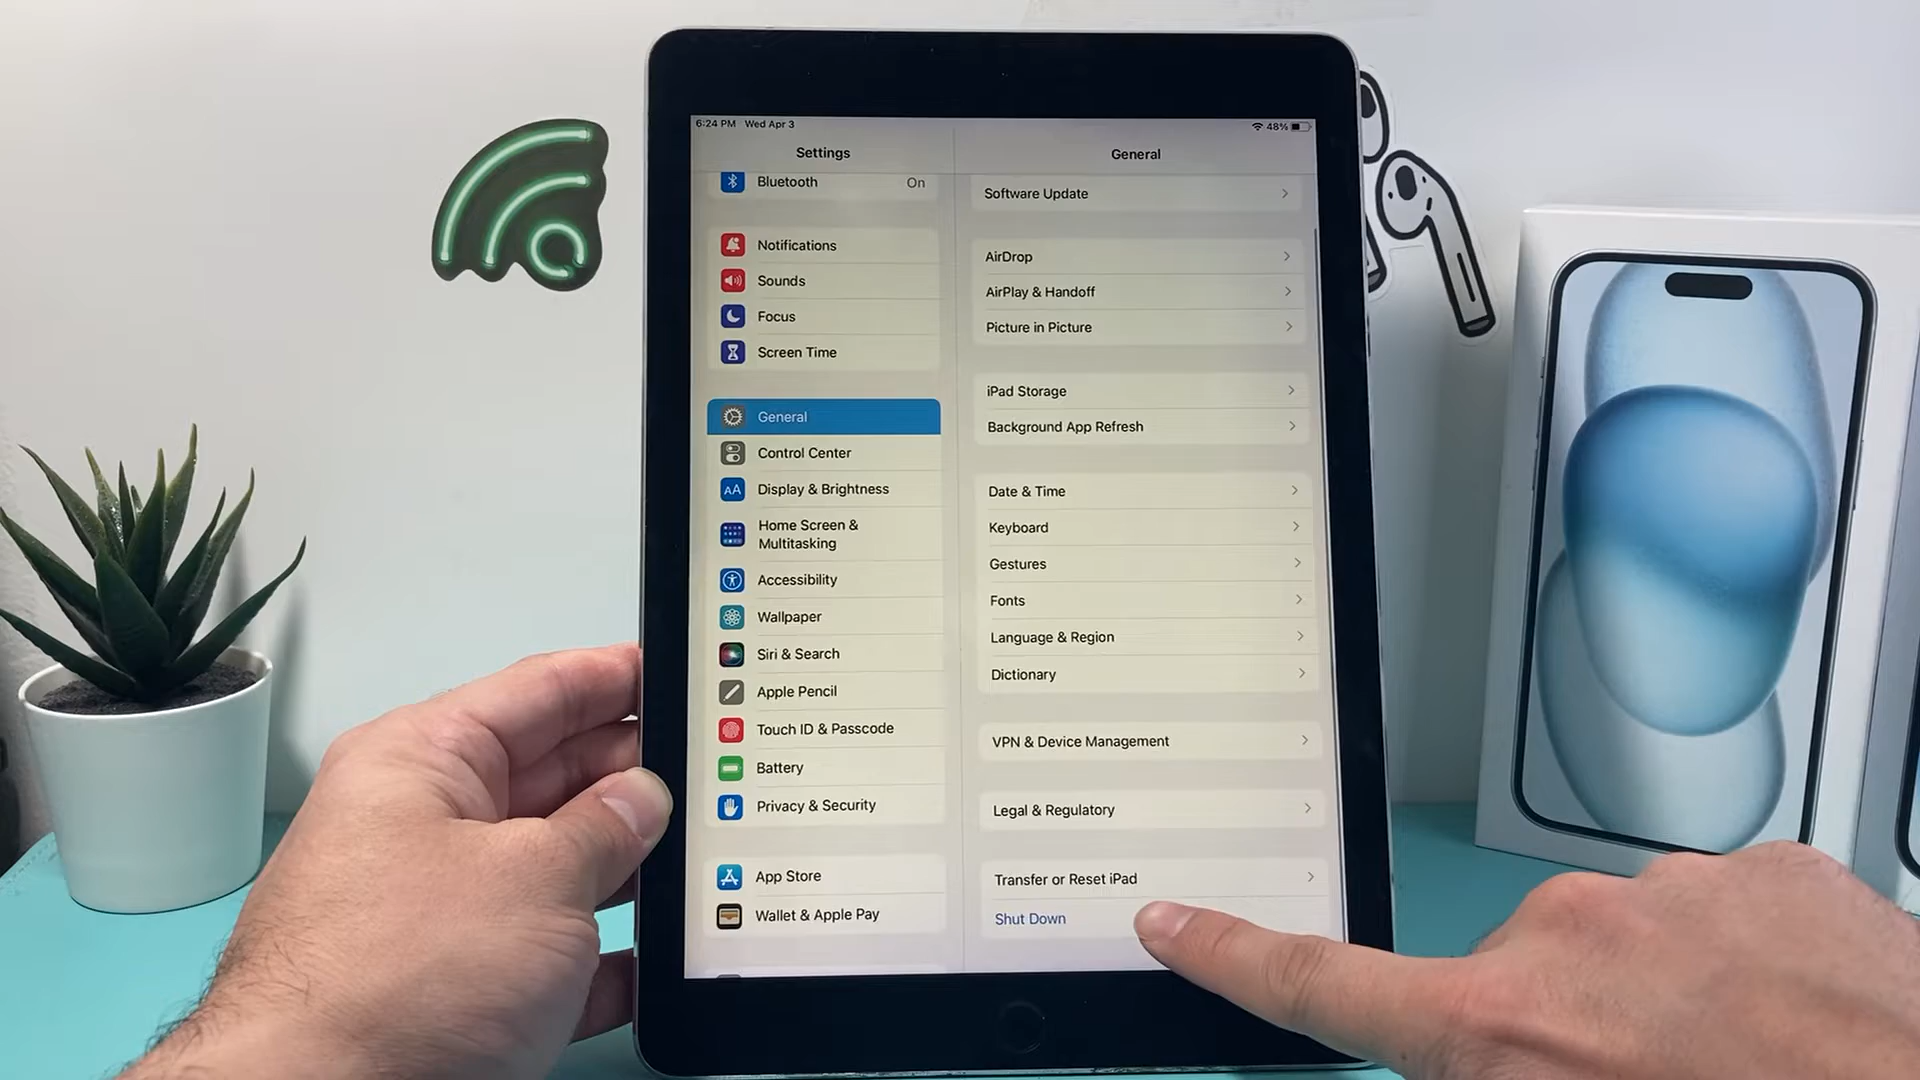 6:24 PM Wed Apr 3
48%
Settings
Bluetooth On
Notifications
Sounds
Focus
Screen Time
General
Control Center
Display & Brightness
Home Screen &
Multitasking
Accessibility
Wallpaper
Siri & Search
Apple Pencil
Touch ID & Passcode
Battery
Privacy & Security
App Store
Wallet & Apple Pay
General
Software Update
AirDrop
AirPlay & Handoff
Picture in Picture
iPad Storage
Background App Refresh
Date & Time
Keyboard
Gestures
Fonts
Language & Region
Dictionary
VPN & Device Management
Legal & Regulatory
Transfer or Reset iPad
Shut Down